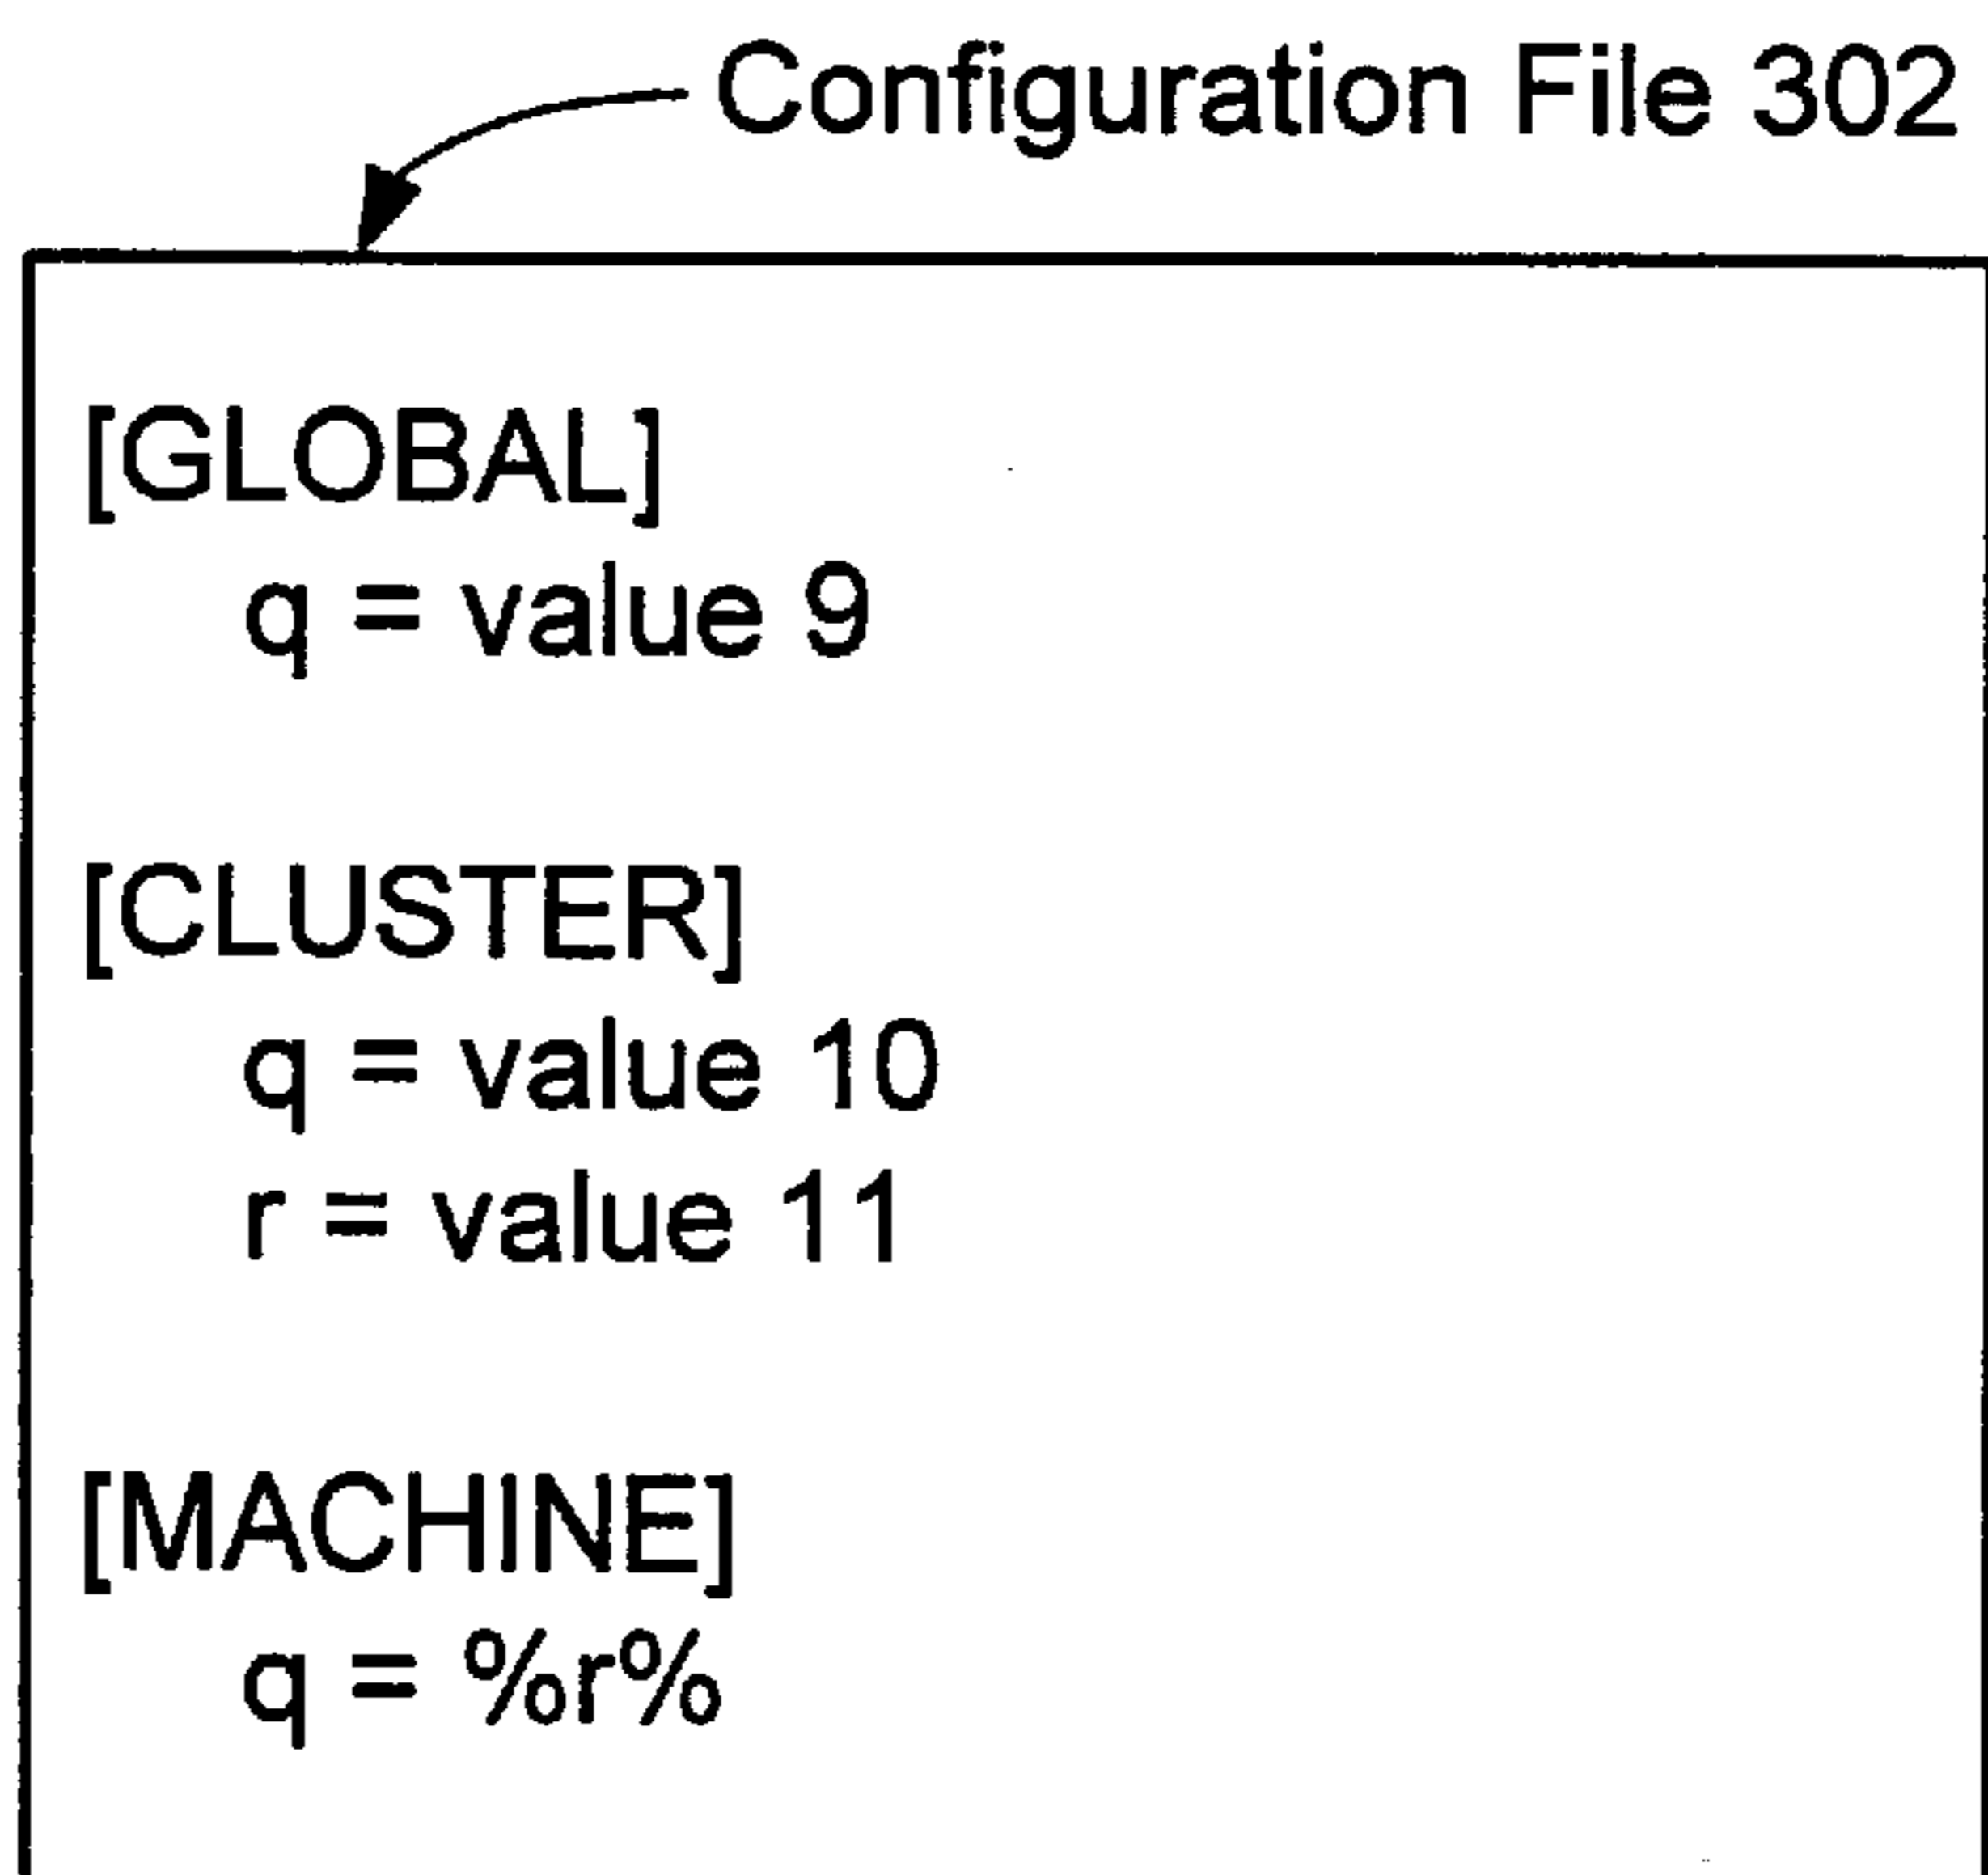 Configuration File 302
[GLOBAL]
q = value 9
[CLUSTER]
q = value 10
r = value 11
[MACHINE]
q = %r%